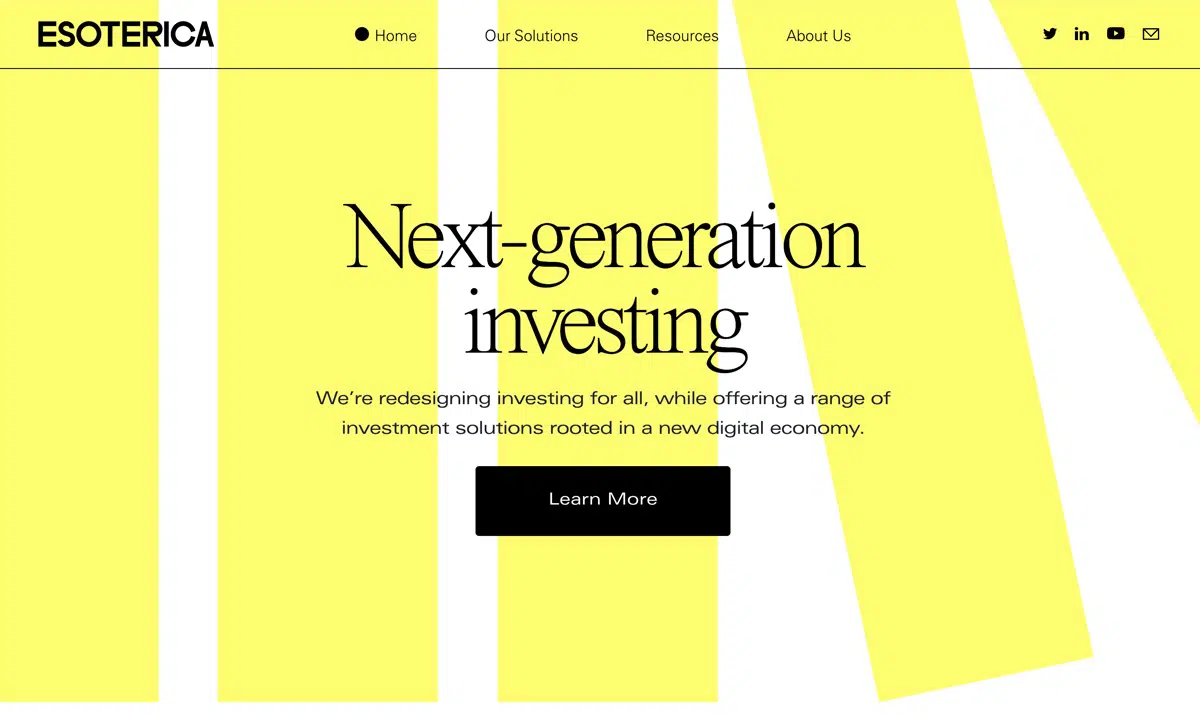 ESOTERICA
Home
Our Solutions
Resources
About Us
in
Next-generation
investing
We’re redesigning investing for all, while offering a range of
investment solutions rooted in a new digital economy.
Learn More